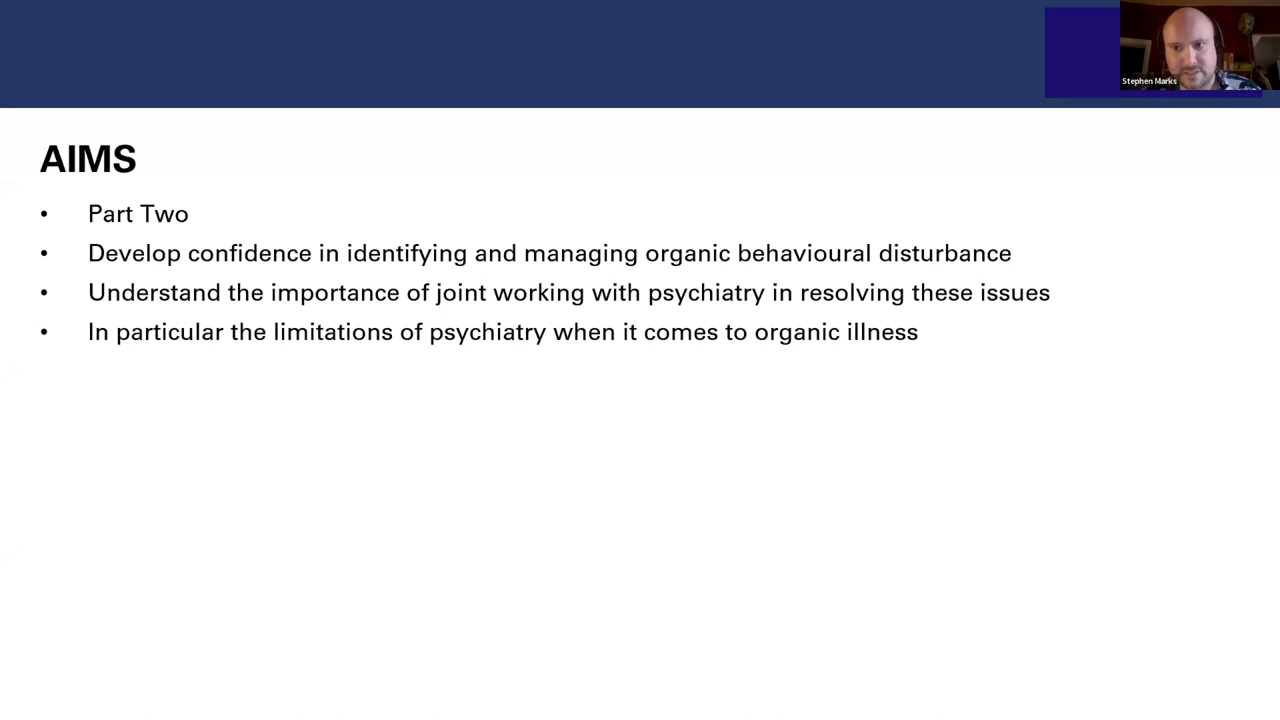 Stephen Marks
AIMS
• Part Two
• Develop confidence in identifying and managing organic behavioural disturbance
• Understand the importance of joint working with psychiatry in resolving these issues
• In particular the limitations of psychiatry when it comes to organic illness